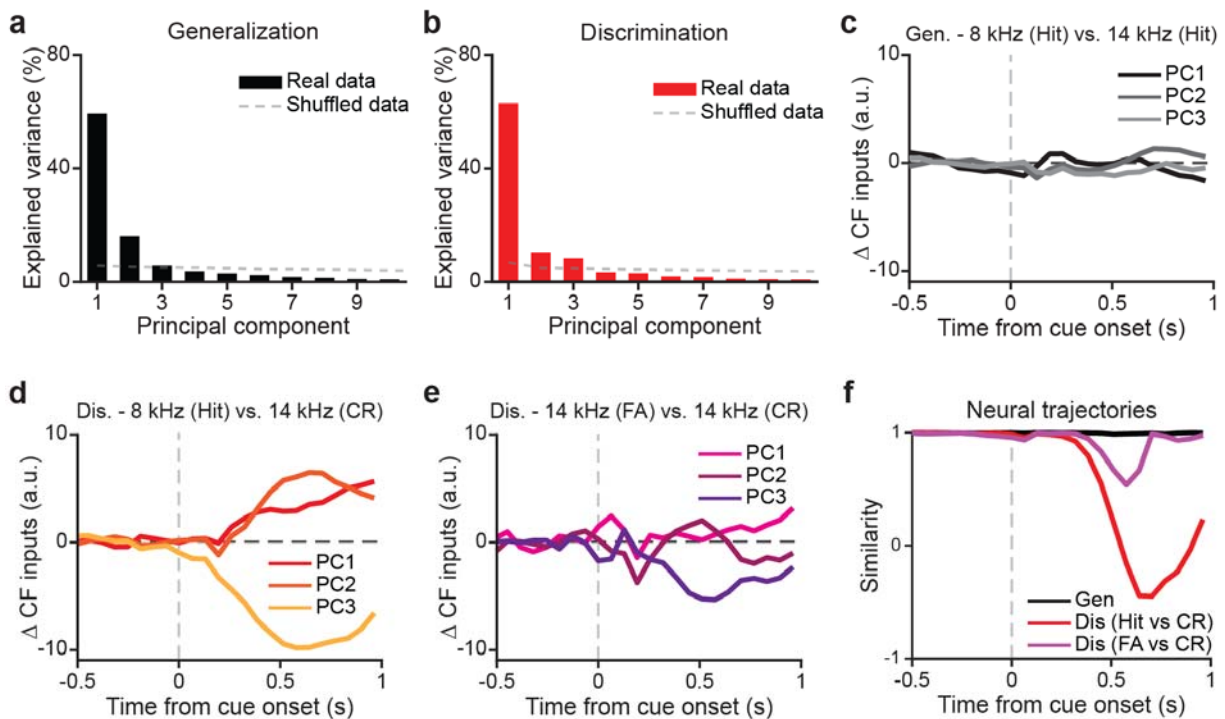 a
Generalization
Explained variance (%)
80
40
0
Real data
Shuffled data
1
3
5
7
9
Principal component
b
Discrimination
Explained variance (%)
80
40
0
Real data
Shuffled data
1
3
5
7
9
Principal component
c
Gen. - 8 kHz (Hit) vs. 14 kHz (Hit)
Δ CF inputs (a.u.)
10
0
-10
PC1
PC2
PC3
-0.5
0
0.5
1
Time from cue onset (s)
d
Dis. - 8 kHz (Hit) vs. 14 kHz (CR)
Δ CF inputs (a.u.)
10
0
-10
PC1
PC2
PC3
-0.5
0
0.5
1
Time from cue onset (s)
e
Dis. - 14 kHz (FA) vs. 14 kHz (CR)
Δ CF inputs (a.u.)
10
0
-10
PC1
PC2
PC3
-0.5
0
0.5
1
Time from cue onset (s)
f
Neural trajectories
Similarity
1
0
-1
Gen
Dis (Hit vs CR)
Dis (FA vs CR)
-0.5
0
0.5
1
Time from cue onset (s)